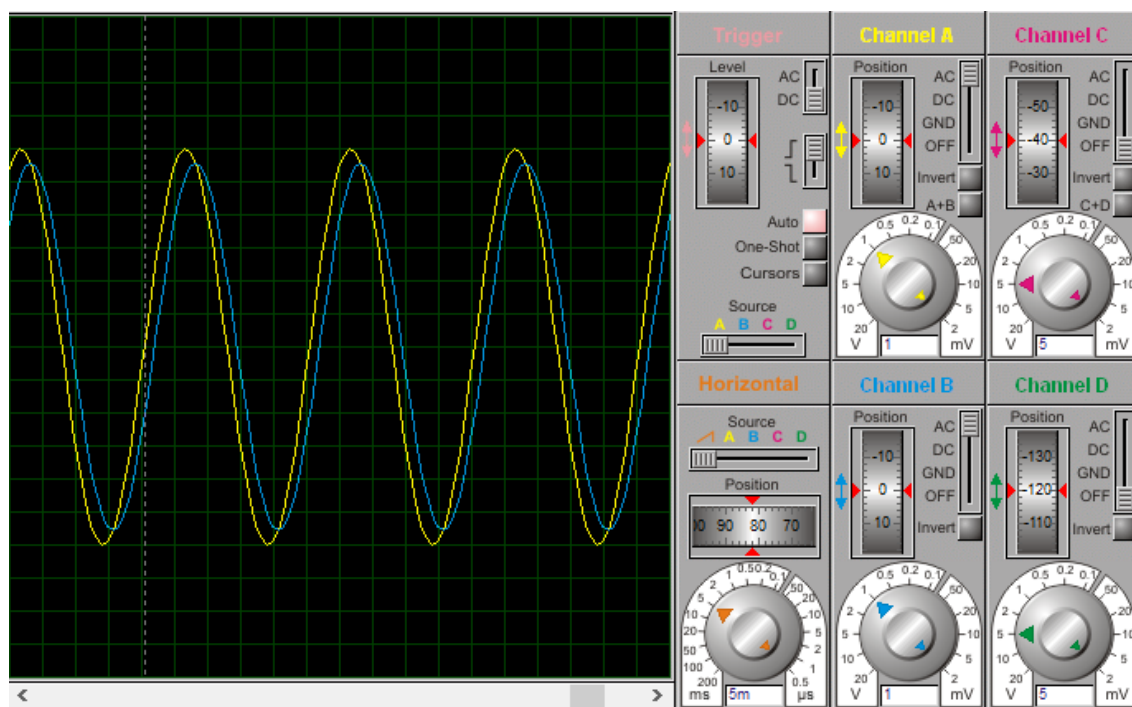 Trigger
Level
AC
DC
-10
0
10
Auto
One-Shot
Cursors
Source
A B C D
Channel A
Position
AC
DC
GND
OFF
-10
0
10
Invert
A+B
V 20 10 5 2 1 0.5 0.2 0.1 50 20 10 5 2 mV
1
Channel C
Position
AC
DC
GND
OFF
-50
-40
-30
Invert
C+D
V 20 10 5 2 1 0.5 0.2 0.1 50 20 10 5 2 mV
5
Horizontal
Source
A B C D
Position
90 80 70
ms 200 100 50 20 10 5 2 1 0.5 0.2 0.1 50 20 10 5 2 1 0.5 µs
5m
Channel B
Position
AC
DC
GND
OFF
-10
0
10
Invert
V 20 10 5 2 1 0.5 0.2 0.1 50 20 10 5 2 mV
1
Channel D
Position
AC
DC
GND
OFF
-130
-120
-110
Invert
V 20 10 5 2 1 0.5 0.2 0.1 50 20 10 5 2 mV
5